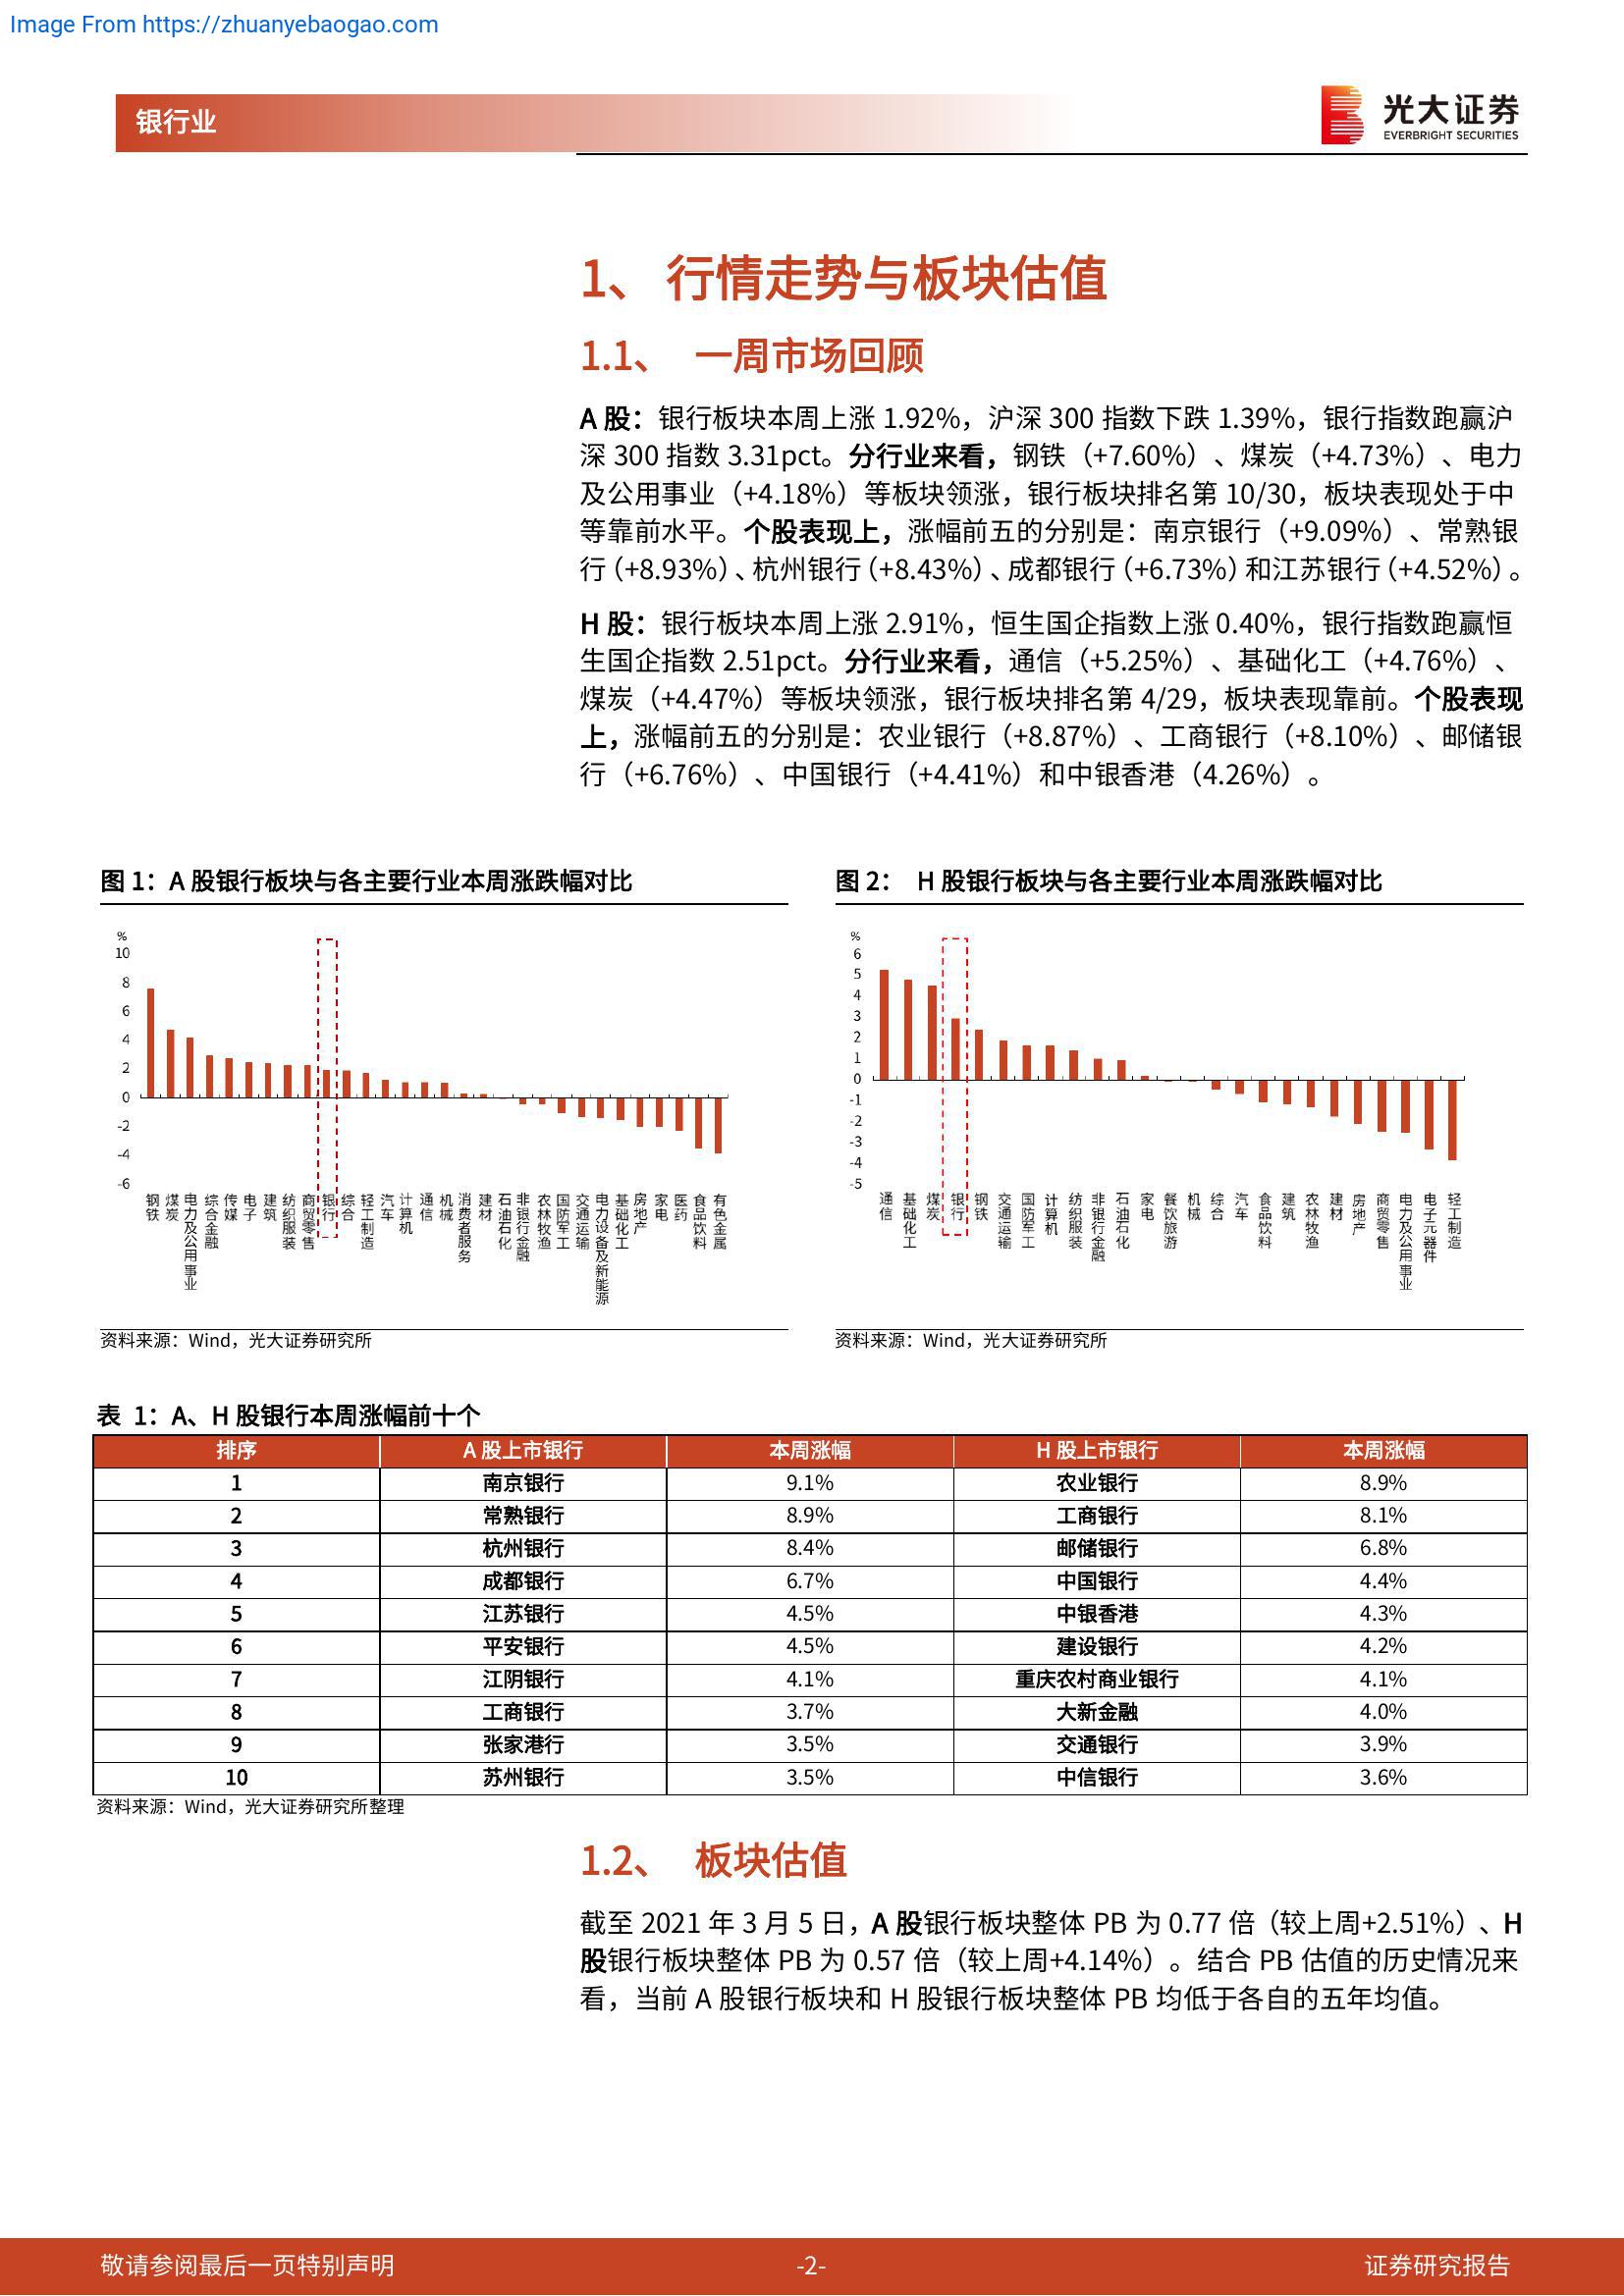 Image From https://zhuanyebaogao.com
银行业
光大证券
EVERBRIGHT SECURITIES
1、 行情走势与板块估值
1.1、 一周市场回顾
A 股：银行板块本周上涨 1.92%，沪深 300 指数下跌 1.39%，银行指数跑赢沪
深 300 指数 3.31pct。分行业来看，钢铁（+7.60%）、煤炭（+4.73%）、电力
及公用事业（+4.18%）等板块领涨，银行板块排名第 10/30，板块表现处于中
等靠前水平。个股表现上，涨幅前五的分别是：南京银行（+9.09%）、常熟银
行（+8.93%）、杭州银行（+8.43%）、成都银行（+6.73%）和江苏银行（+4.52%）。
H 股：银行板块本周上涨 2.91%，恒生国企指数上涨 0.40%，银行指数跑赢恒
生国企指数 2.51pct。分行业来看，通信（+5.25%）、基础化工（+4.76%）、
煤炭（+4.47%）等板块领涨，银行板块排名第 4/29，板块表现靠前。个股表现
上，涨幅前五的分别是：农业银行（+8.87%）、工商银行（+8.10%）、邮储银
行（+6.76%）、中国银行（+4.41%）和中银香港（4.26%）。
图 1：A 股银行板块与各主要行业本周涨跌幅对比
%
10
8
6
4
2
0
-2
-4
-6
钢铁 煤炭 电力及公用事业 综合金融 传媒 电子 建筑 纺织服装 商贸零售 银行 综合 轻工制造 汽车 计算机 通信 机械 消费者服务 建材 石油石化 非银行金融 农林牧渔 国防军工 交通运输 电力设备及新能源 基础化工 房地产 家电 医药 食品饮料 有色金属
资料来源：Wind，光大证券研究所
图 2： H 股银行板块与各主要行业本周涨跌幅对比
%
6
5
4
3
2
1
0
-1
-2
-3
-4
-5
通信 基础化工 煤炭 银行 钢铁 交通运输 国防军工 计算机 纺织服装 非银行金融 石油石化 家电 餐饮旅游 机械 综合 汽车 食品饮料 建筑 农林牧渔 建材 房地产 商贸零售 电力及公用事业 电子元器件 轻工制造
资料来源：Wind，光大证券研究所
表 1：A、H 股银行本周涨幅前十个
排序 A 股上市银行 本周涨幅 H 股上市银行 本周涨幅
1 南京银行 9.1% 农业银行 8.9%
2 常熟银行 8.9% 工商银行 8.1%
3 杭州银行 8.4% 邮储银行 6.8%
4 成都银行 6.7% 中国银行 4.4%
5 江苏银行 4.5% 中银香港 4.3%
6 平安银行 4.5% 建设银行 4.2%
7 江阴银行 4.1% 重庆农村商业银行 4.1%
8 工商银行 3.7% 大新金融 4.0%
9 张家港行 3.5% 交通银行 3.9%
10 苏州银行 3.5% 中信银行 3.6%
资料来源：Wind，光大证券研究所整理
1.2、 板块估值
截至 2021 年 3 月 5 日，A 股银行板块整体 PB 为 0.77 倍（较上周+2.51%）、H
股银行板块整体 PB 为 0.57 倍（较上周+4.14%）。结合 PB 估值的历史情况来
看，当前 A 股银行板块和 H 股银行板块整体 PB 均低于各自的五年均值。
敬请参阅最后一页特别声明
-2-
证券研究报告